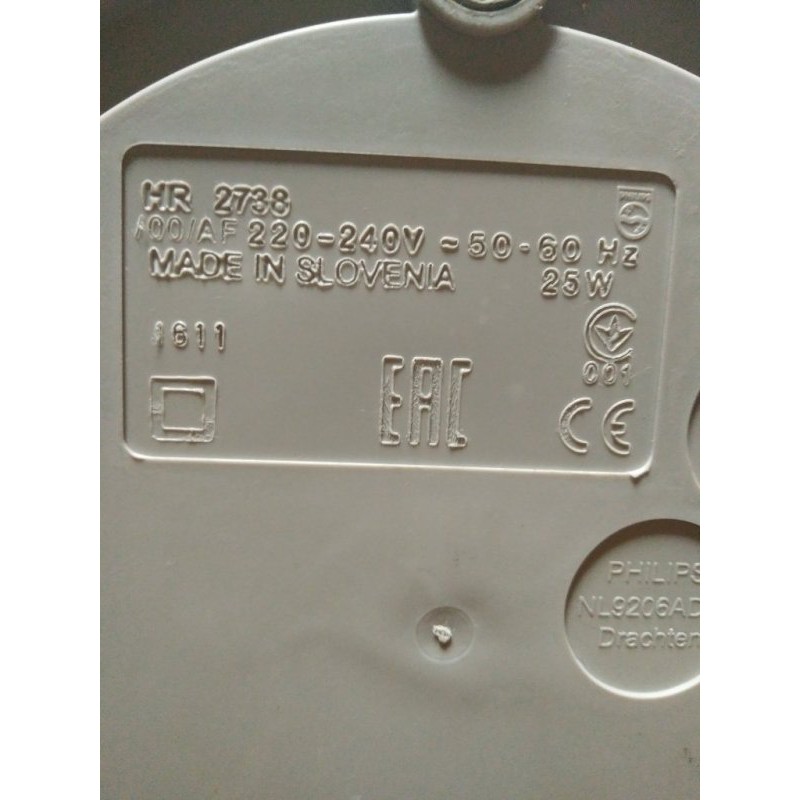 HR 2738
/00/AF 220-240V ~ 50-60 Hz
MADE IN SLOVENIA 25W
1611
001
EAC
CE
PHILIPS
NL9206AD
Drachten